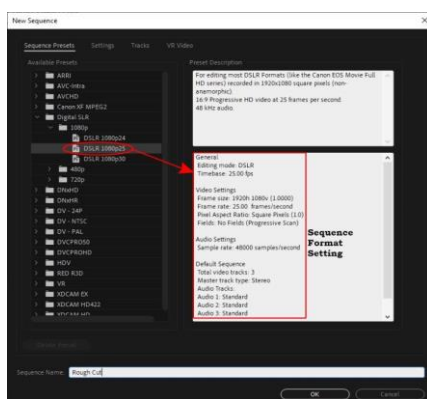 New Sequence
Sequence Presets Settings Tracks VR Video
Available Presets
ARRI
AVC-Intra
AVCHD
Canon XF MPEG2
Digital SLR
1080p
DSLR 1080p24
DSLR 1080p25
DSLR 1080p30
480p
720p
DNxHD
DNxHR
DV - 24P
DV - NTSC
DV - PAL
DVCPRO50
DVCPROHD
HDV
RED R3D
VR
XDCAM EX
XDCAM HD422
XDCAM HD
Preset Description
For editing most DSLR Formats (like the Canon EOS Movie Full
HD series) recorded in 1920x1080 square pixels (non-
anamorphic).
16:9 Progressive HD video at 25 frames per second.
48 kHz audio.
General
Editing mode: DSLR
Timebase: 25.00 fps
Video Settings
Frame size: 1920h 1080v (1.0000)
Frame rate: 25.00 frames/second
Pixel Aspect Ratio: Square Pixels (1.0)
Fields: No Fields (Progressive Scan)
Audio Settings
Sample rate: 48000 samples/second
Default Sequence
Total video tracks: 3
Master track type: Stereo
Audio Tracks:
Audio 1: Standard
Audio 2: Standard
Audio 3: Standard
Sequence
Format
Setting
Sequence Name: Rough Cut
OK Cancel